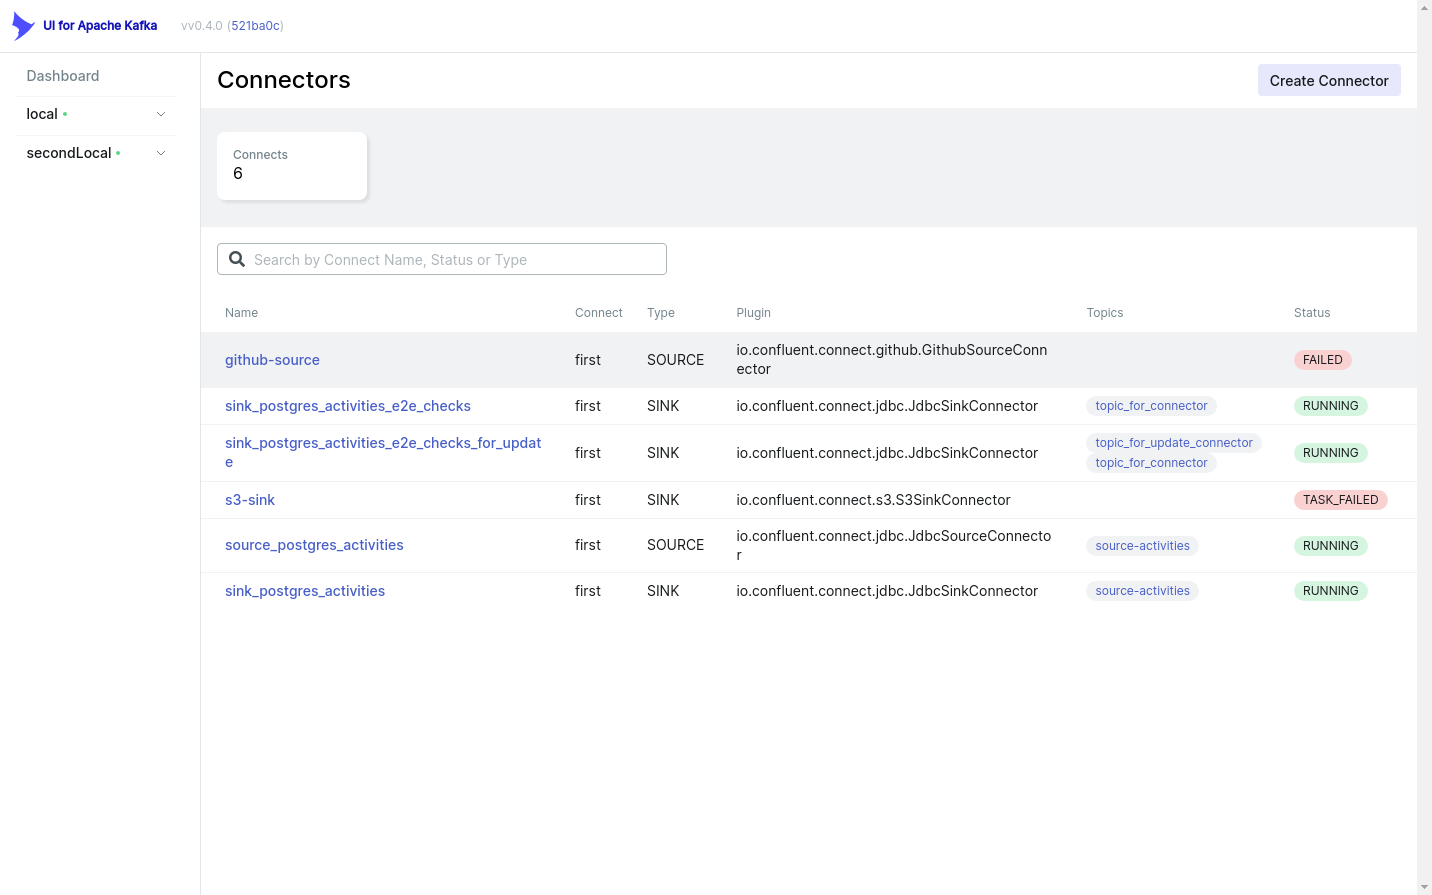 UI for Apache Kafka vv0.4.0 (521ba0c)
Dashboard
local
secondLocal
Connectors
Create Connector
Connects
6
Search by Connect Name, Status or Type
Name Connect Type Plugin Topics Status
github-source first SOURCE io.confluent.connect.github.GithubSourceConn
ector
FAILED
sink_postgres_activities_e2e_checks first SINK io.confluent.connect.jdbc.JdbcSinkConnector topic_for_connector RUNNING
sink_postgres_activities_e2e_checks_for_updat
e
first SINK io.confluent.connect.jdbc.JdbcSinkConnector
topic_for_update_connector
topic_for_connector
RUNNING
s3-sink first SINK io.confluent.connect.s3.S3SinkConnector TASK_FAILED
source_postgres_activities first SOURCE io.confluent.connect.jdbc.JdbcSourceConnecto
r
source-activities RUNNING
sink_postgres_activities first SINK io.confluent.connect.jdbc.JdbcSinkConnector source-activities RUNNING